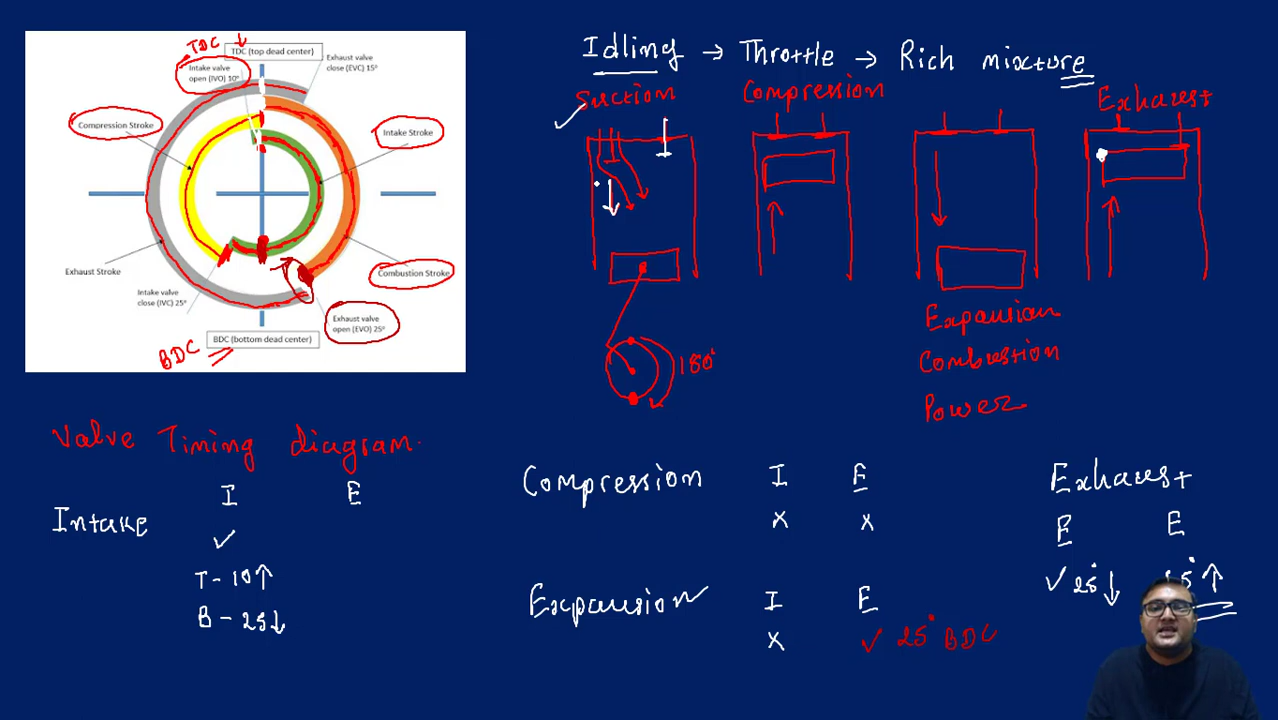 TDC
TDC (top dead center)
Intake valve
open (IVO) 10°
Exhaust valve
close (EVC) 15°
Compression Stroke
Intake Stroke
Exhaust Stroke
Combustion Stroke
Intake valve
close (IVC) 25°
Exhaust valve
open (EVO) 25°
BDC (bottom dead center)
BDC
Idling → Throttle → Rich mixture
Suction
Compression
Exhaust
180°
Expansion
Combustion
Power
Valve Timing diagram.
I E
Intake ✓
T - 10 ↑
B - 25 ↓
Compression I E
x x
Expansion I E
x ✓ 25° BDC
Exhaust
E E
✓ 25° ↓ 5° ↑